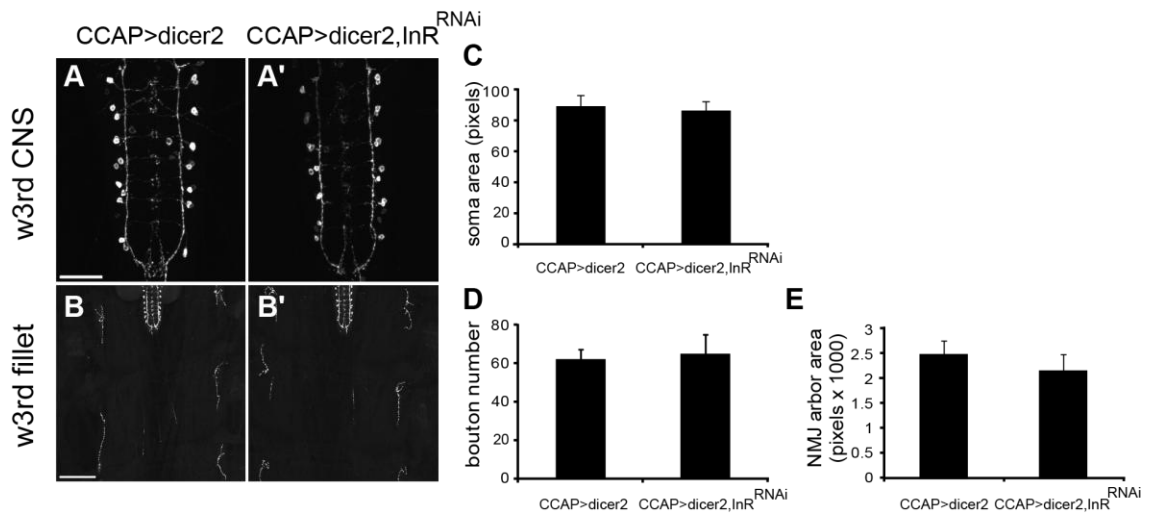 CCAP>dicer2 CCAP>dicer2,InR RNAi
w3rd CNS
A A'
w3rd fillet
B B'
C
soma area (pixels)
100
80
60
40
20
0
CCAP>dicer2 CCAP>dicer2,InR RNAi
D
bouton number
80
60
40
20
0
CCAP>dicer2 CCAP>dicer2,InR RNAi
E
NMJ arbor area
(pixels x 1000)
3
2.5
2
1.5
1
0.5
0
CCAP>dicer2 CCAP>dicer2,InR RNAi